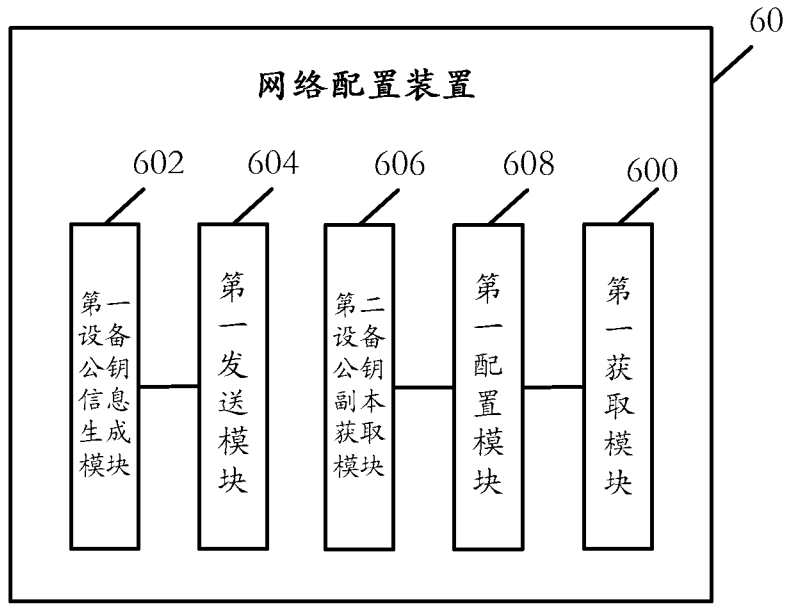 60
网络配置装置
602
604
606
608
600
第一
设备
公钥
信息
生成
模块
第一发送模块
第二
设备
公钥
副本
获取
模块
第一配置模块
第一获取模块